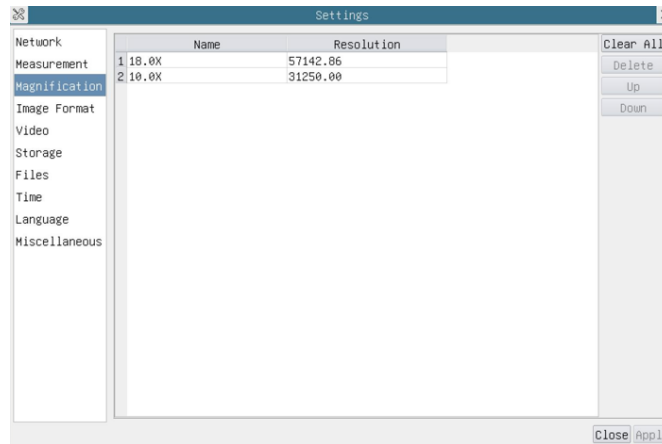 Settings
Network
Measurement
Magnification
Image Format
Video
Storage
Files
Time
Language
Miscellaneous
Name Resolution
1 18.0X 57142.86
2 10.0X 31250.00
Clear All
Delete
Up
Down
Close Appl